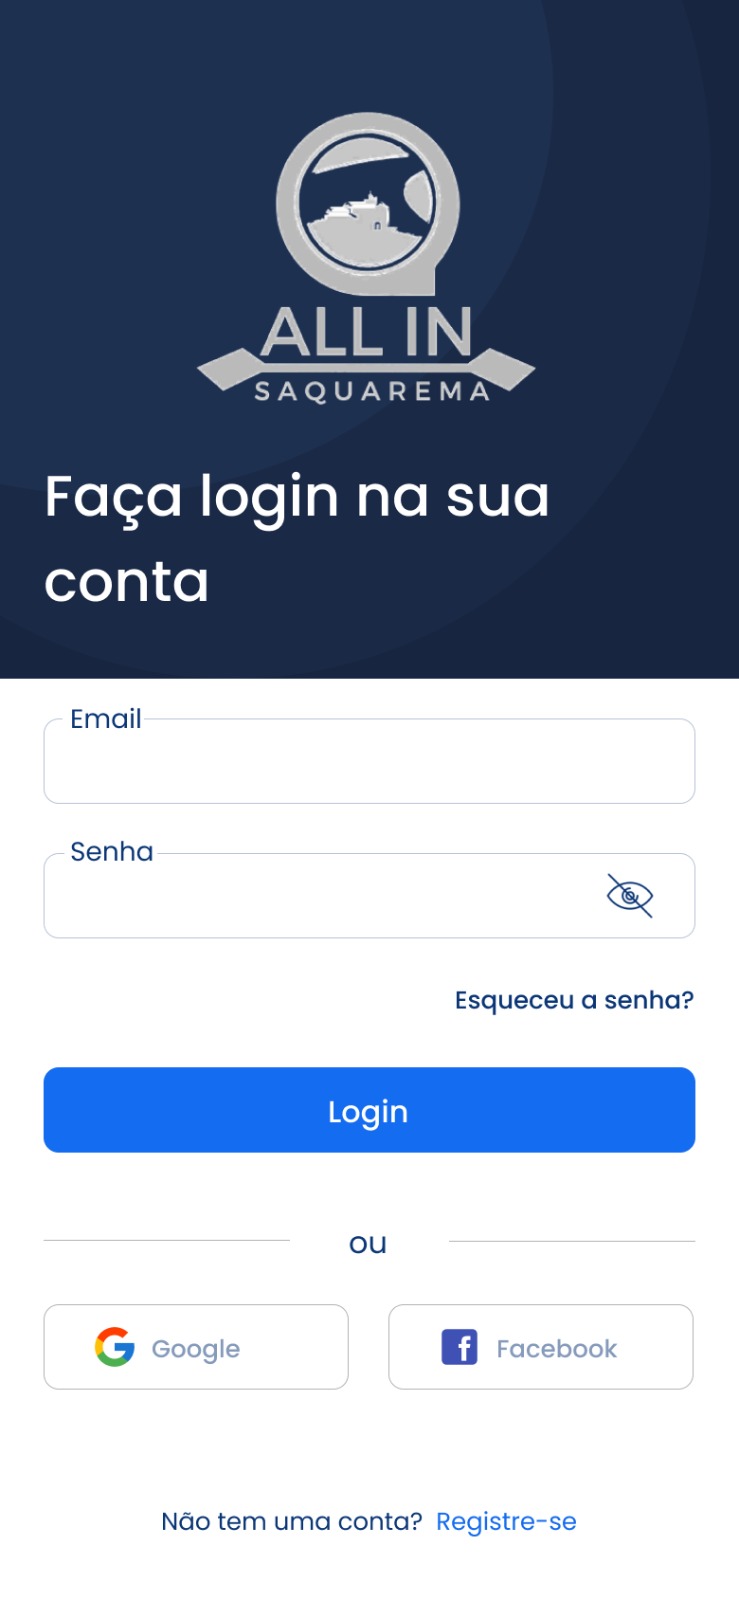 ALL IN
SAQUAREMA
Faça login na sua
conta
Email
Senha
Esqueceu a senha?
Login
ou
Google
Facebook
Não tem uma conta? Registre-se